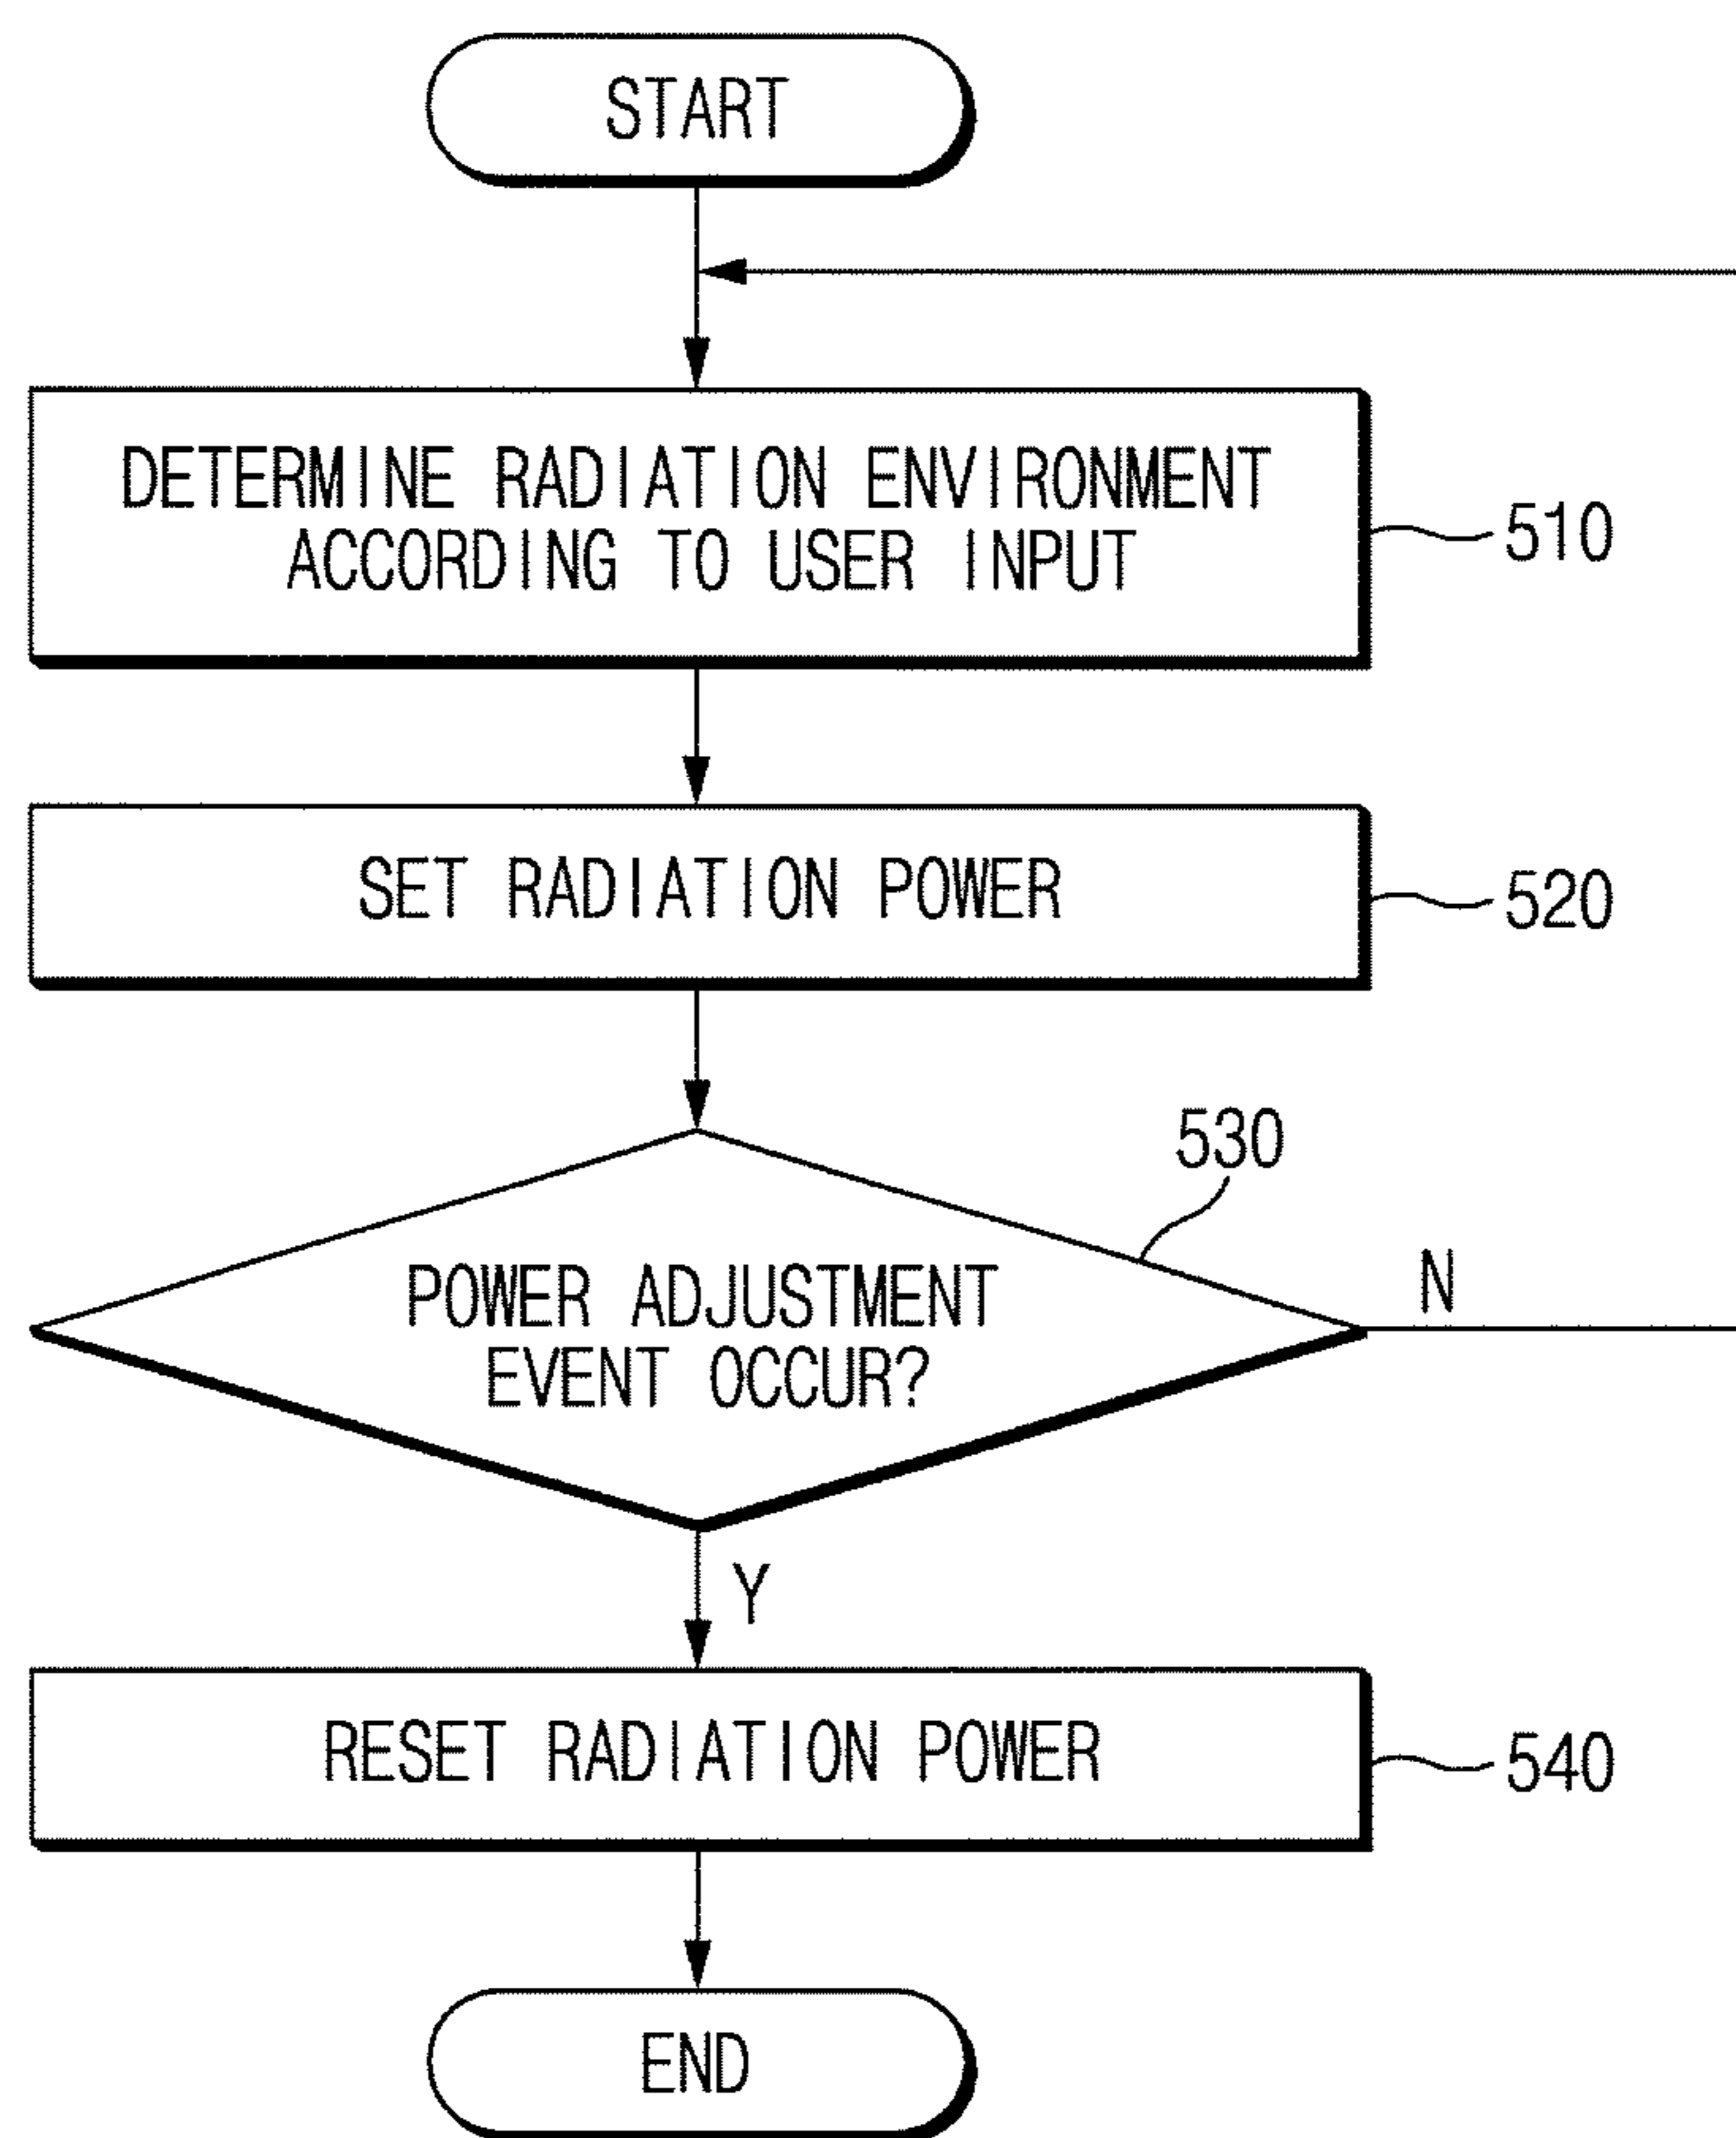 START
DETERMINE RADIATION ENVIRONMENT
ACCORDING TO USER INPUT
510
SET RADIATION POWER
520
530
POWER ADJUSTMENT
EVENT OCCUR?
N
Y
RESET RADIATION POWER
540
END